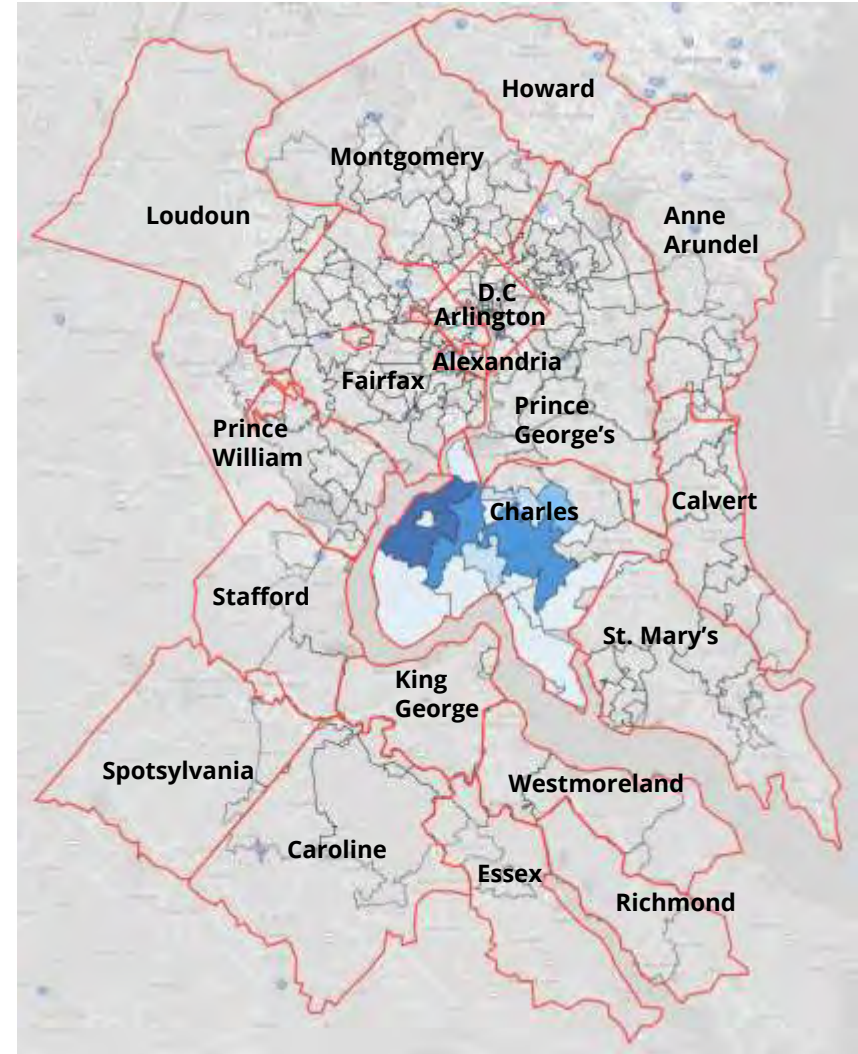 Howard
Montgomery
Loudoun
Anne
Arundel
D.C
Arlington
Alexandria
Fairfax
Prince
George's
Prince
William
Calvert
Charles
Stafford
St. Mary's
King
George
Spotsylvania
Westmoreland
Caroline
Essex
Richmond